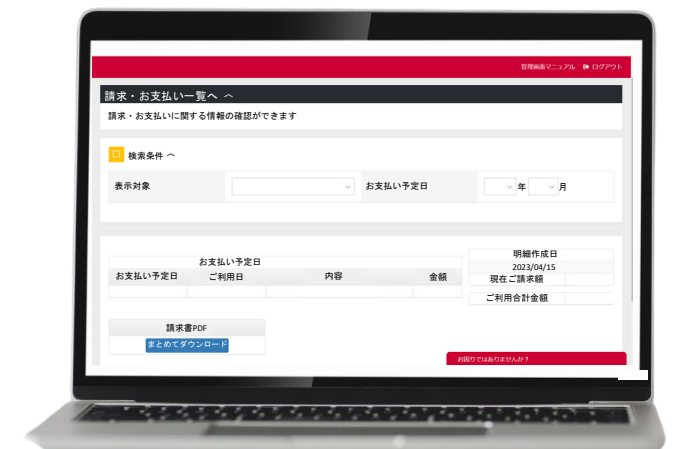 管理画面マニュアル ログアウト
請求・お支払い一覧へ へ
請求・お支払いに関する情報の確認ができます
検索条件 へ
表示対象 お支払い予定日 年 月
お支払い予定日
お支払い予定日 ご利用日 内容 金額
明細作成日
2023/04/15
現在ご請求額
ご利用合計金額
請求書PDF
まとめてダウンロード
お困りではありませんか?